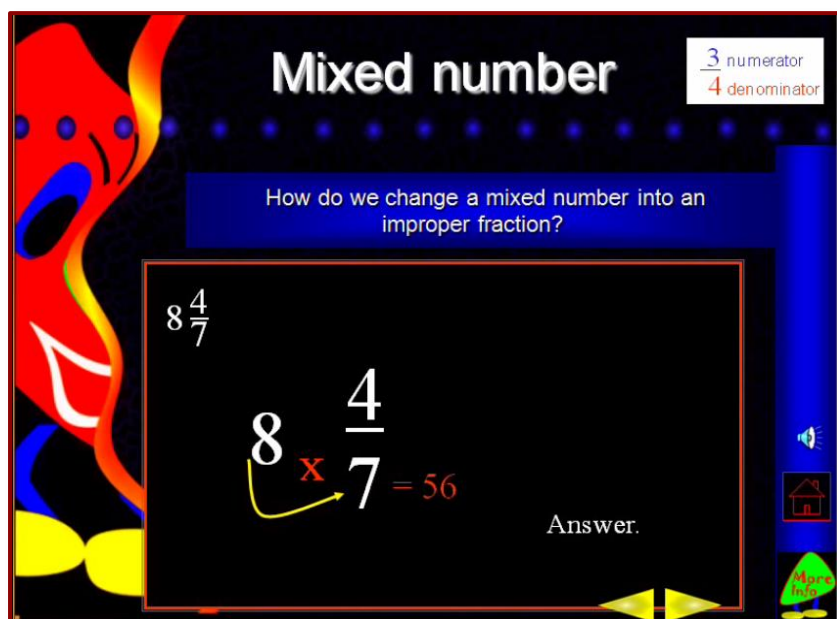 Mixed number
3 numerator
4 denominator
How do we change a mixed number into an
improper fraction?
8 4/7
8 x 4/7 = 56
Answer.
More
Info